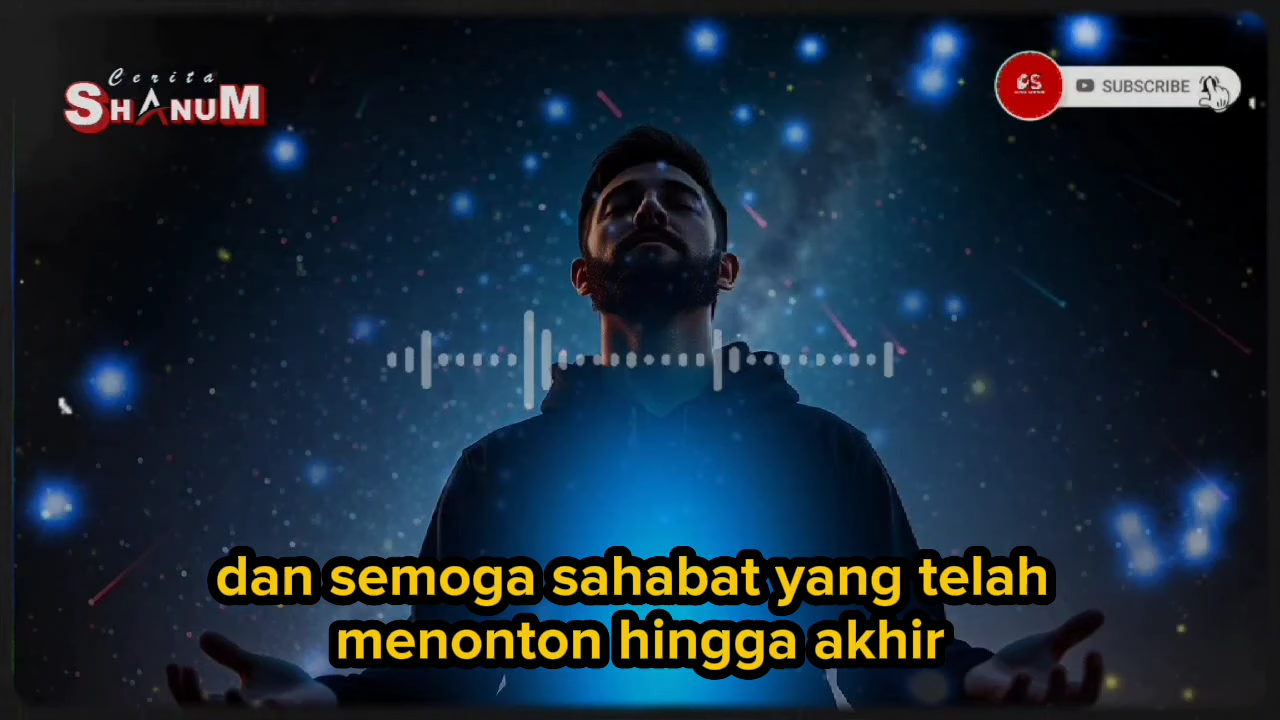 Cerita
SHANUM
SUBSCRIBE
dan semoga sahabat yang telah
menonton hingga akhir